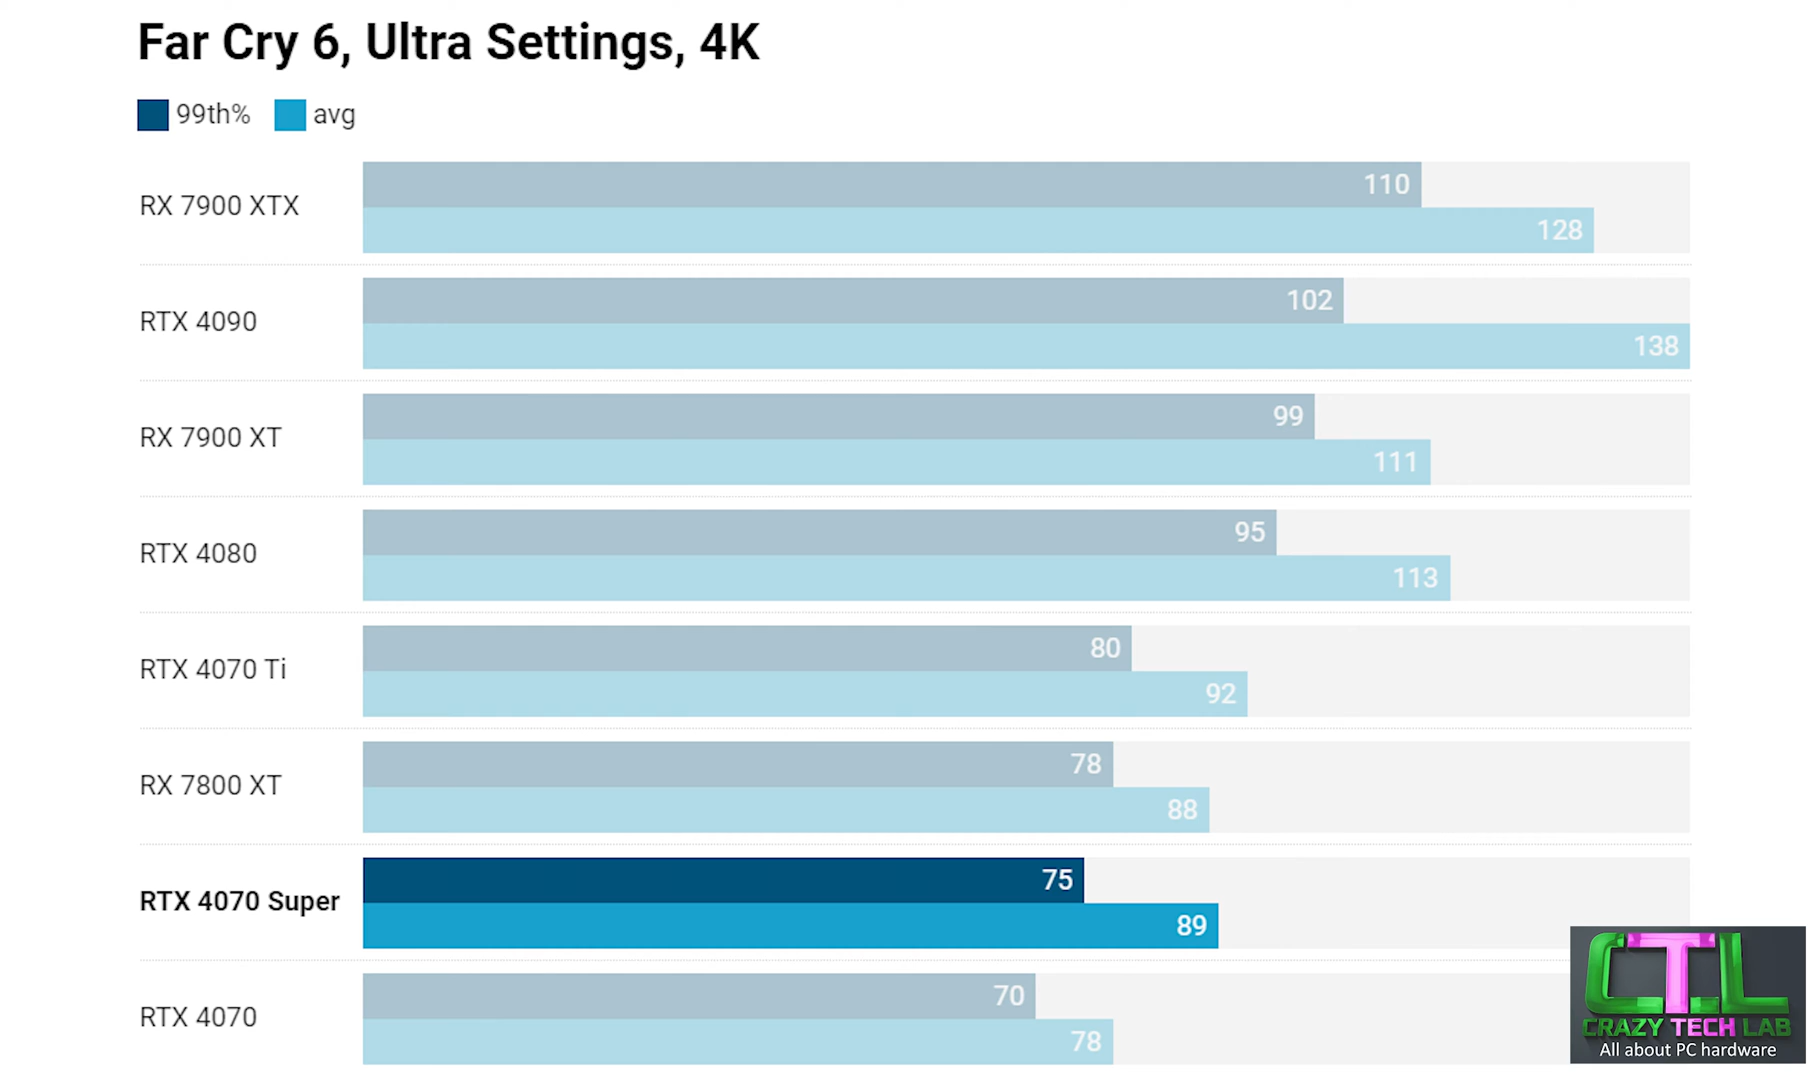 Far Cry 6, Ultra Settings, 4K
99th% avg
RX 7900 XTX 110
128
RTX 4090 102
138
RX 7900 XT 99
111
RTX 4080 95
113
RTX 4070 Ti 80
92
RX 7800 XT 78
88
RTX 4070 Super 75
89
RTX 4070 70
78
CTL
CRAZY TECH LAB
All about PC hardware